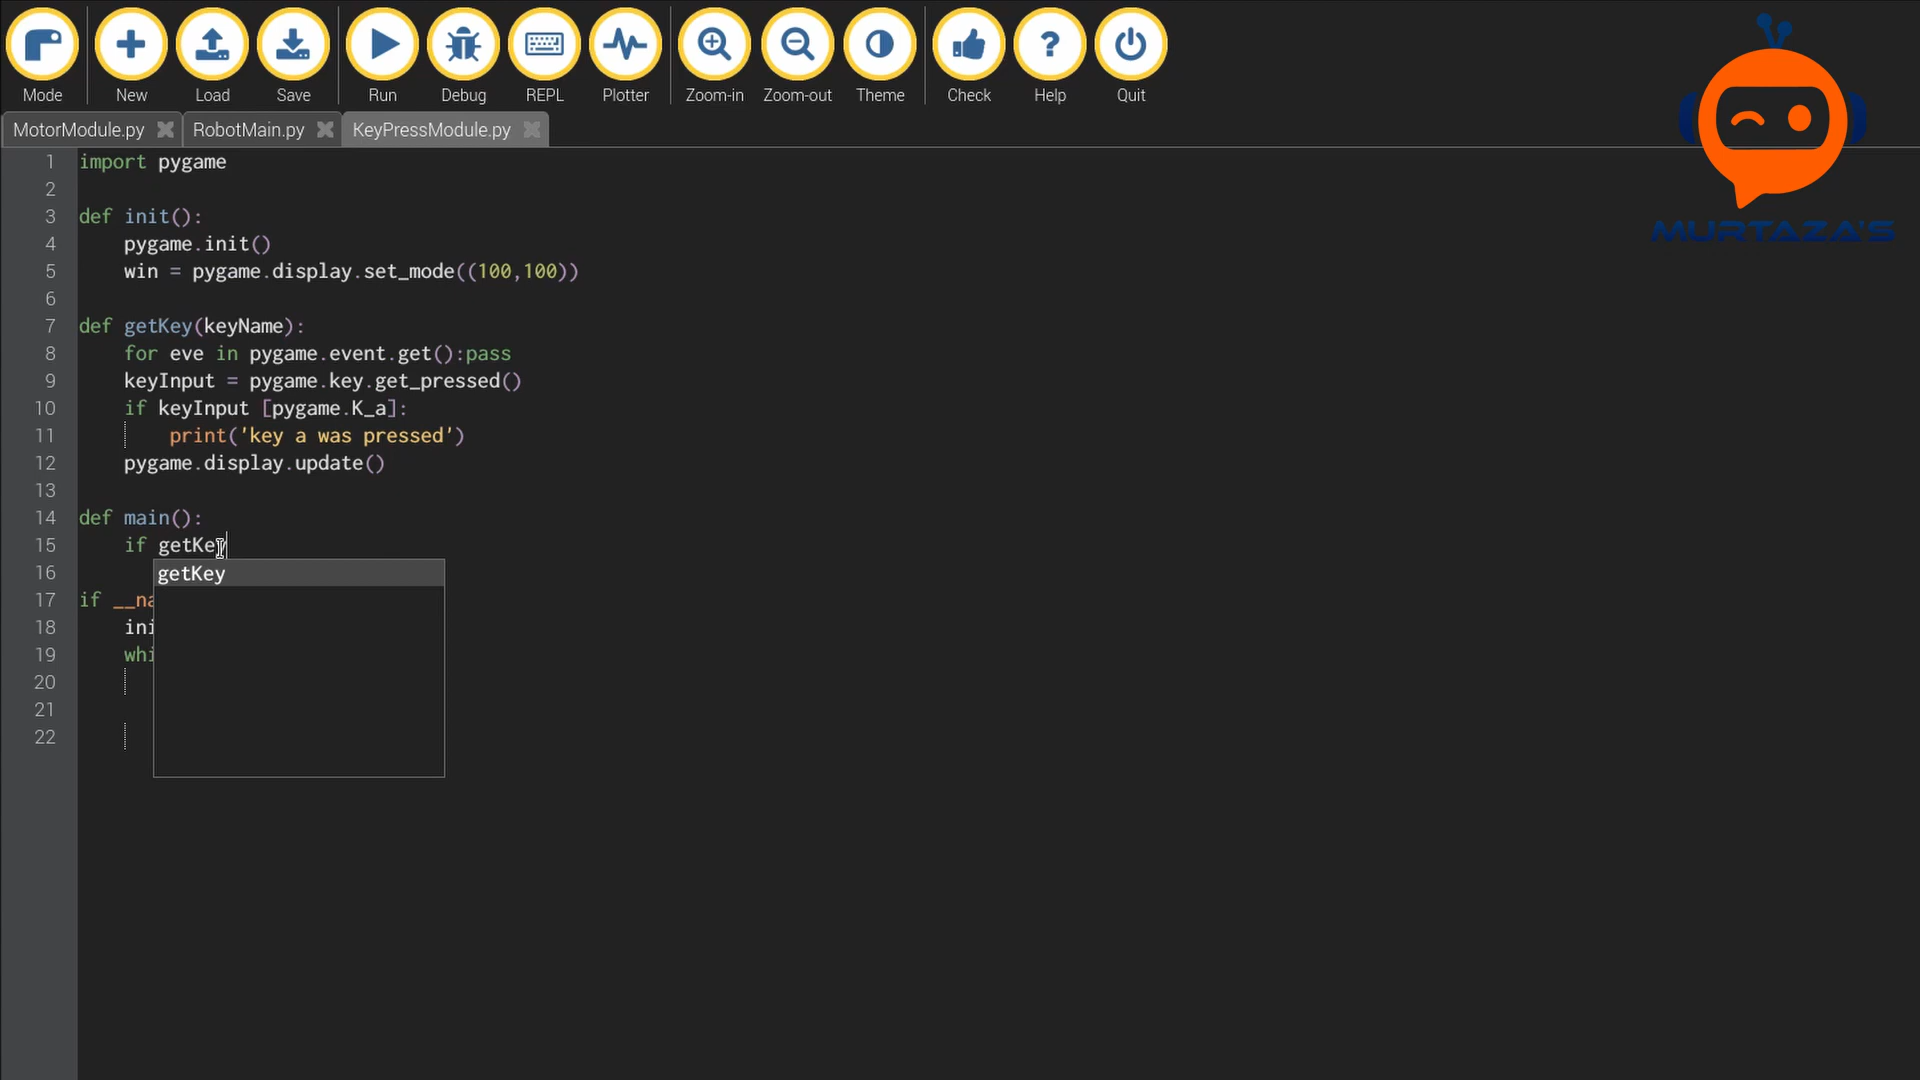 Mode New Load Save Run Debug REPL Plotter Zoom-in Zoom-out Theme Check Help Quit
MotorModule.py RobotMain.py KeyPressModule.py
MURTAZA'S
1 import pygame
2
3 def init():
4     pygame.init()
5     win = pygame.display.set_mode((100,100))
6
7 def getKey(keyName):
8     for eve in pygame.event.get():pass
9     keyInput = pygame.key.get_pressed()
10     if keyInput [pygame.K_a]:
11         print('key a was pressed')
12     pygame.display.update()
13
14 def main():
15     if getKey
16 getKey
17 if __na
18     ini
19     whi
20
21
22